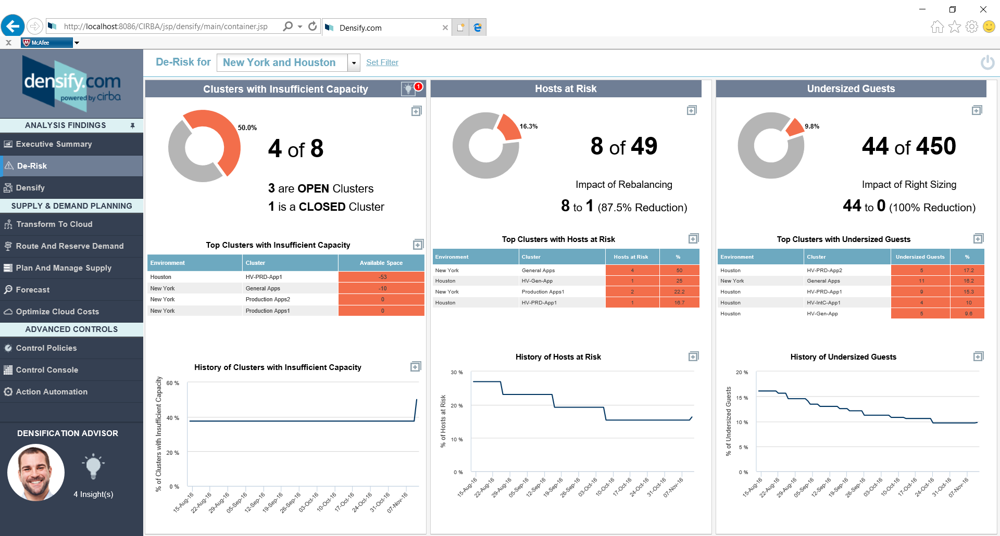 http://localhost:8086/CIRBA/jsp/densify/main/container.jsp
Densify.com
X
McAfee
densify.com
powered by cirba
ANALYSIS FINDINGS
Executive Summary
De-Risk
Densify
SUPPLY & DEMAND PLANNING
Transform To Cloud
Route And Reserve Demand
Plan And Manage Supply
Forecast
Optimize Cloud Costs
ADVANCED CONTROLS
Control Policies
Control Console
Action Automation
DENSIFICATION ADVISOR
4 Insight(s)
De-Risk for New York and Houston Set Filter
Clusters with Insufficient Capacity 1
50.0%
4 of 8
3 are OPEN Clusters
1 is a CLOSED Cluster
Top Clusters with Insufficient Capacity
Environment Cluster Available Space
Houston HV-PRD-App1 -53
New York General Apps -10
New York Production Apps2 0
New York Production Apps1 0
History of Clusters with Insufficient Capacity
% of Clusters with Insufficient Capacity
60 %
40 %
20 %
0 %
15-Aug-16 22-Aug-16 29-Aug-16 05-Sep-16 12-Sep-16 19-Sep-16 26-Sep-16 03-Oct-16 10-Oct-16 17-Oct-16 24-Oct-16 31-Oct-16 07-Nov-16
Hosts at Risk
16.3%
8 of 49
Impact of Rebalancing
8 to 1 (87.5% Reduction)
Top Clusters with Hosts at Risk
Environment Cluster Hosts at Risk %
New York General Apps 4 50
Houston HV-Gen-App 1 25
New York Production Apps1 2 22.2
Houston HV-PRD-App1 1 16.7
History of Hosts at Risk
% of Hosts at Risk
30 %
20 %
10 %
0 %
15-Aug-16 22-Aug-16 29-Aug-16 05-Sep-16 12-Sep-16 19-Sep-16 26-Sep-16 03-Oct-16 10-Oct-16 17-Oct-16 24-Oct-16 31-Oct-16 07-Nov-16
Undersized Guests
9.8%
44 of 450
Impact of Right Sizing
44 to 0 (100% Reduction)
Top Clusters with Undersized Guests
Environment Cluster Undersized Guests %
Houston HV-PRD-App2 5 17.2
New York General Apps 11 16.2
Houston HV-PRD-App1 9 15.3
Houston HV-IntC-App1 4 10
Houston HV-Gen-App 5 9.6
History of Undersized Guests
% of Undersized Guests
20 %
15 %
10 %
5 %
0 %
15-Aug-16 22-Aug-16 29-Aug-16 05-Sep-16 12-Sep-16 19-Sep-16 26-Sep-16 03-Oct-16 10-Oct-16 17-Oct-16 24-Oct-16 31-Oct-16 07-Nov-16